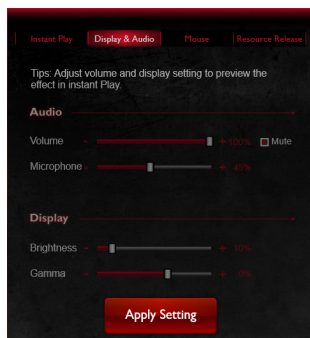 Instant Play Display & Audio Mouse Resource Release
Tips: Adjust volume and display setting to preview the
effect in instant Play.
Audio
Volume - + 100% Mute
Microphone - + 45%
Display
Brightness - + 10%
Gamma - + 0%
Apply Setting